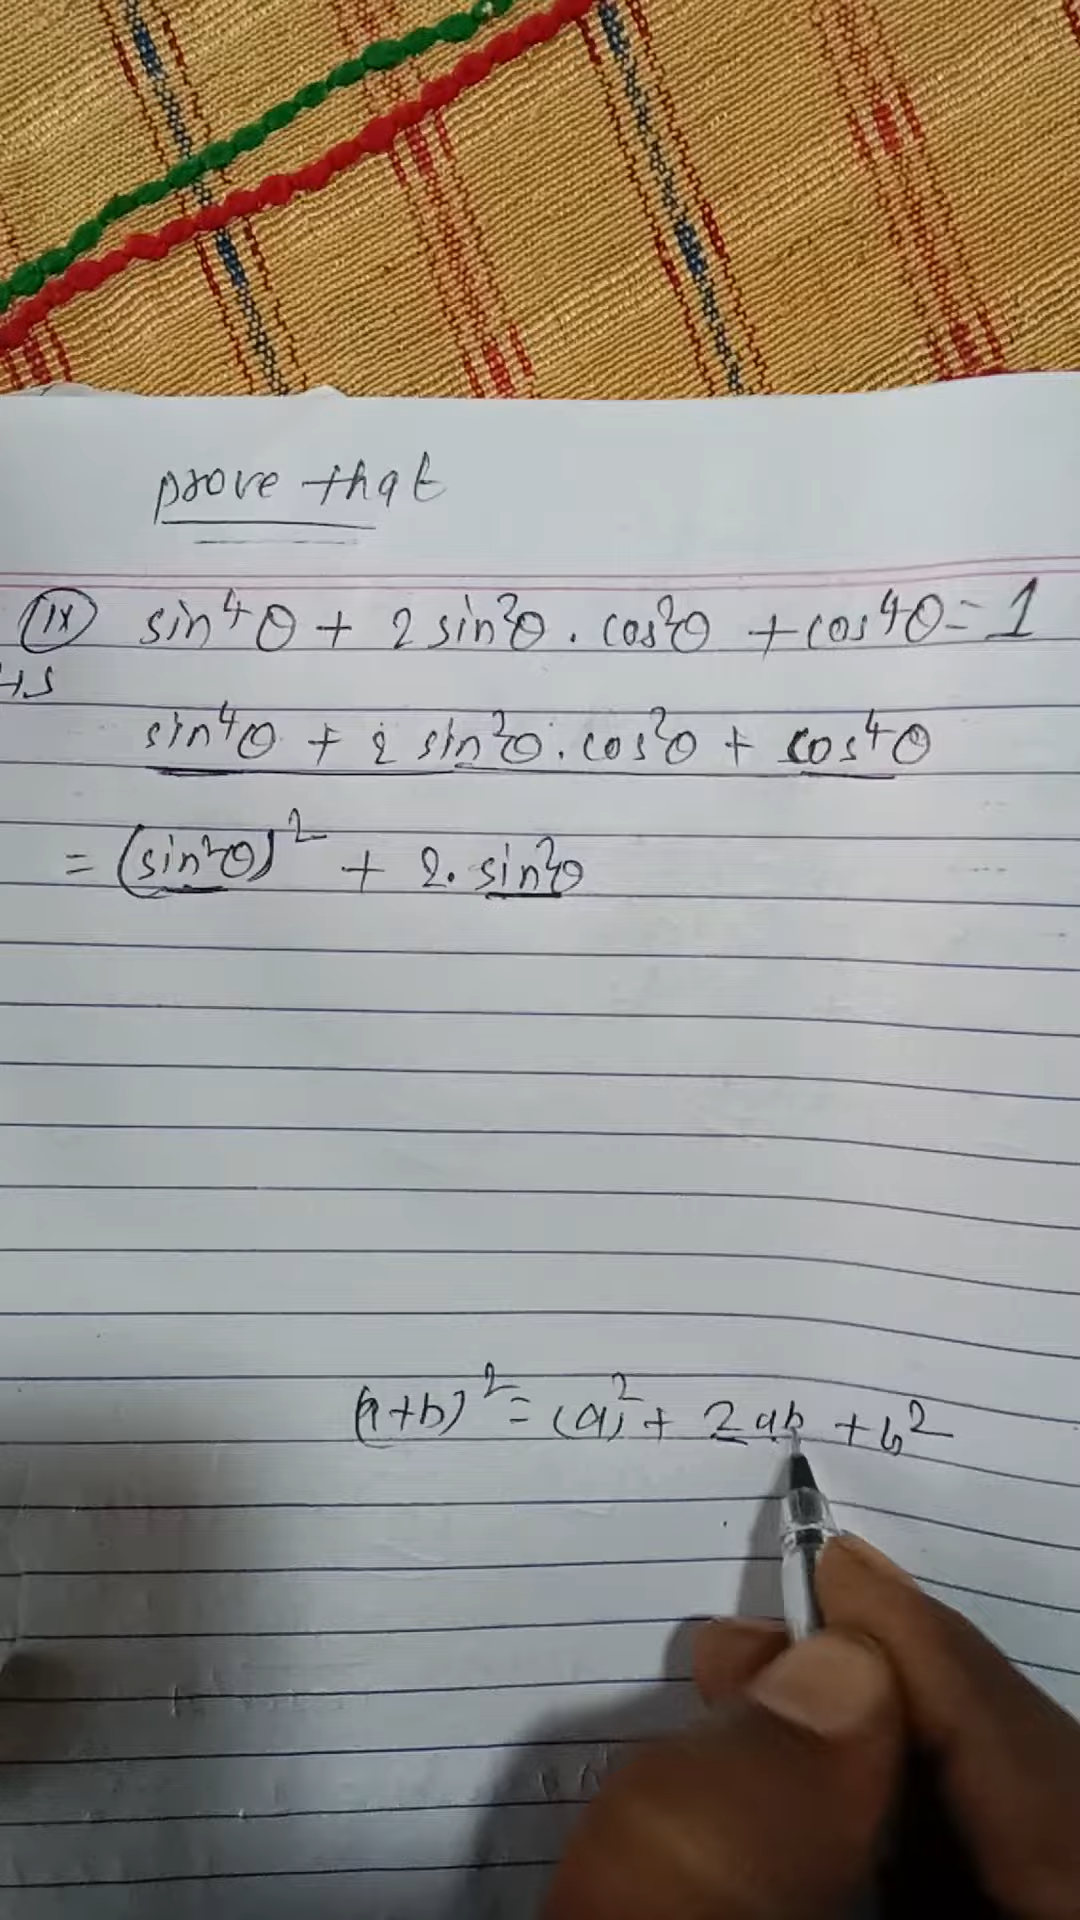 prove that
(ix) sin⁴θ + 2 sin²θ . cos²θ + cos⁴θ = 1
HS
sin⁴θ + 2 sin²θ . cos²θ + cos⁴θ
= (sin²θ)² + 2. sin²θ
(a+b)² = (a)² + 2ab + b²